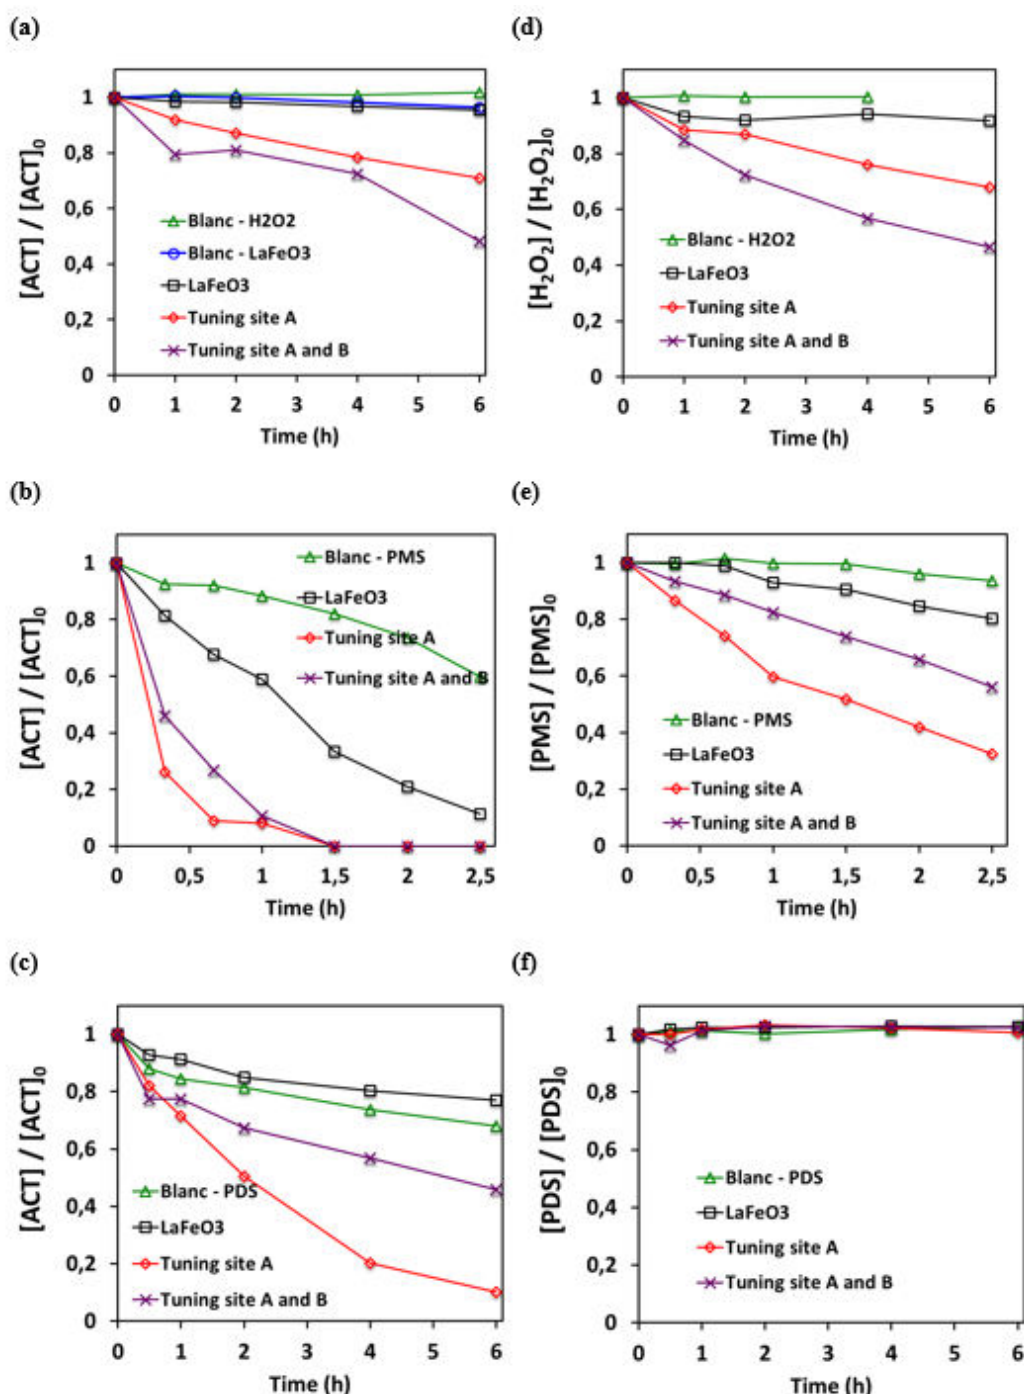 (a)
[ACT] / [ACT]₀
1
0,8
0,6
0,4
0,2
0
Blanc - H2O2
Blanc - LaFeO3
LaFeO3
Tuning site A
Tuning site A and B
0 1 2 3 4 5 6
Time (h)
(d)
[H₂O₂] / [H₂O₂]₀
1
0,8
0,6
0,4
0,2
0
Blanc - H2O2
LaFeO3
Tuning site A
Tuning site A and B
0 1 2 3 4 5 6
Time (h)
(b)
[ACT] / [ACT]₀
1
0,8
0,6
0,4
0,2
0
Blanc - PMS
LaFeO3
Tuning site A
Tuning site A and B
0 0,5 1 1,5 2 2,5
Time (h)
(e)
[PMS] / [PMS]₀
1
0,8
0,6
0,4
0,2
0
Blanc - PMS
LaFeO3
Tuning site A
Tuning site A and B
0 0,5 1 1,5 2 2,5
Time (h)
(c)
[ACT] / [ACT]₀
1
0,8
0,6
0,4
0,2
0
Blanc - PDS
LaFeO3
Tuning site A
Tuning site A and B
0 1 2 3 4 5 6
Time (h)
(f)
[PDS] / [PDS]₀
1
0,8
0,6
0,4
0,2
0
Blanc - PDS
LaFeO3
Tuning site A
Tuning site A and B
0 1 2 3 4 5 6
Time (h)